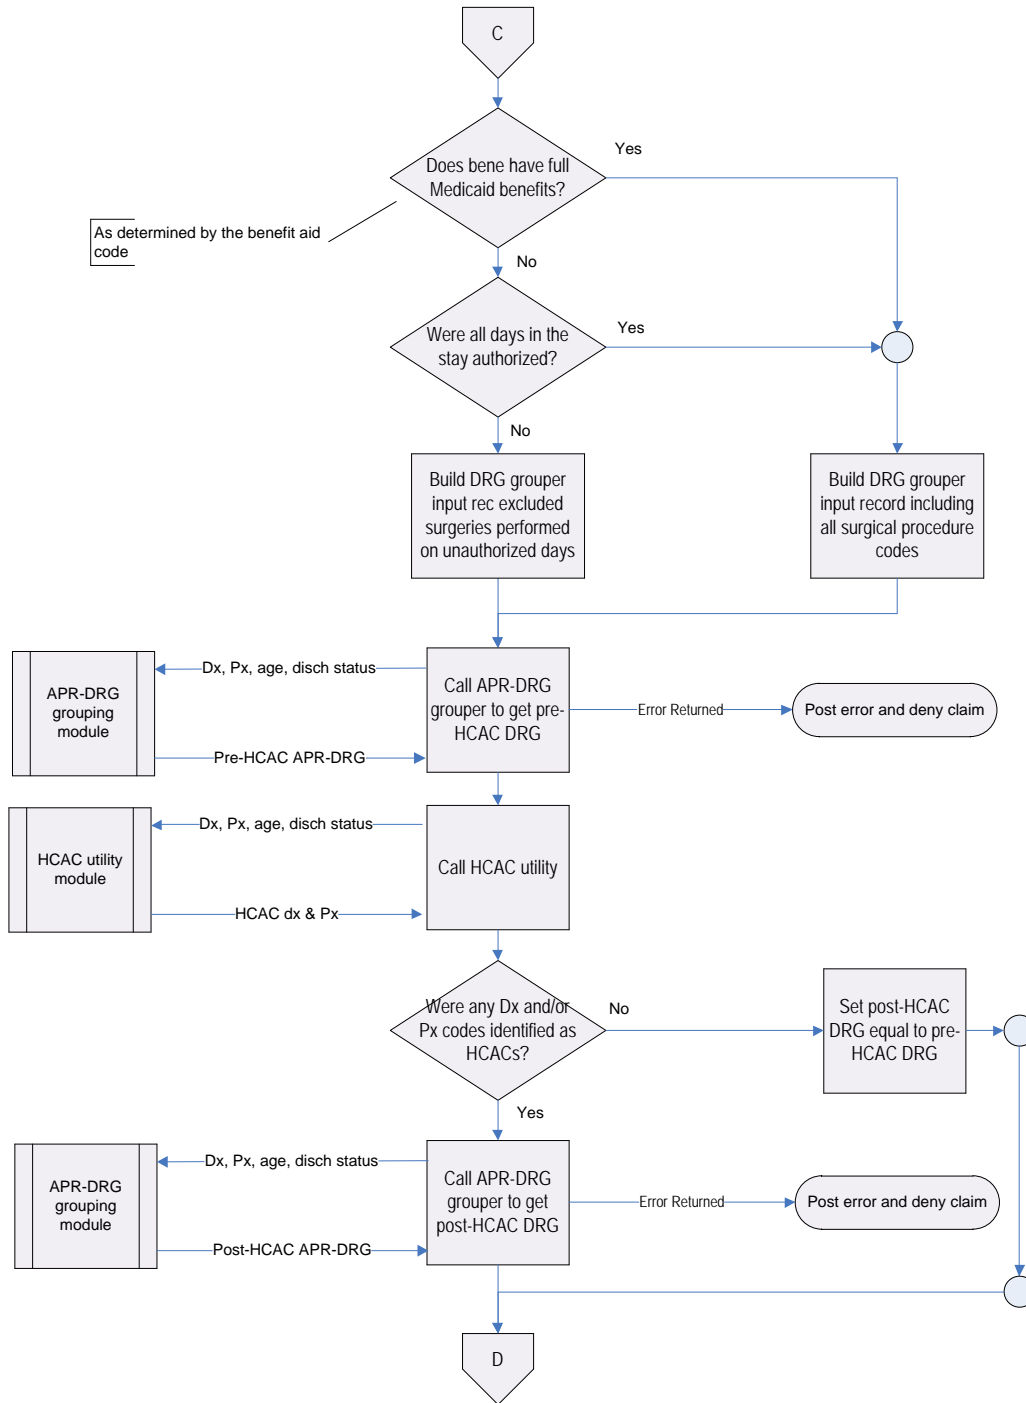 C
Does bene have full
Medicaid benefits?
Yes
As determined by the benefit aid
code
No
Were all days in the
stay authorized?
Yes
No
Build DRG grouper
input rec excluded
surgeries performed
on unauthorized days
Build DRG grouper
input record including
all surgical procedure
codes
APR-DRG
grouping
module
Dx, Px, age, disch status
Pre-HCAC APR-DRG
Call APR-DRG
grouper to get pre-
HCAC DRG
Error Returned
Post error and deny claim
HCAC utility
module
Dx, Px, age, disch status
HCAC dx & Px
Call HCAC utility
Were any Dx and/or
Px codes identified as
HCACs?
No
Set post-HCAC
DRG equal to pre-
HCAC DRG
Yes
APR-DRG
grouping
module
Dx, Px, age, disch status
Post-HCAC APR-DRG
Call APR-DRG
grouper to get
post-HCAC DRG
Error Returned
Post error and deny claim
D